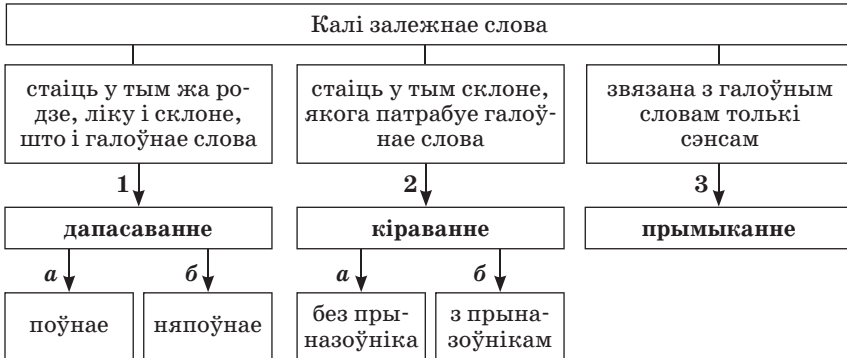 Калі залежнае слова
стаіць у тым жа ро-
дзе, ліку і склоне,
што і галоўнае слова
стаіць у тым склоне,
якога патрабуе галоў-
нае слова
звязана з галоўным
словам толькі
сэнсам
1
2
3
дапасаванне
кіраванне
прымыканне
а
б
а
б
поўнае
няпоўнае
без пры-
назоўніка
з прына-
зоўнікам